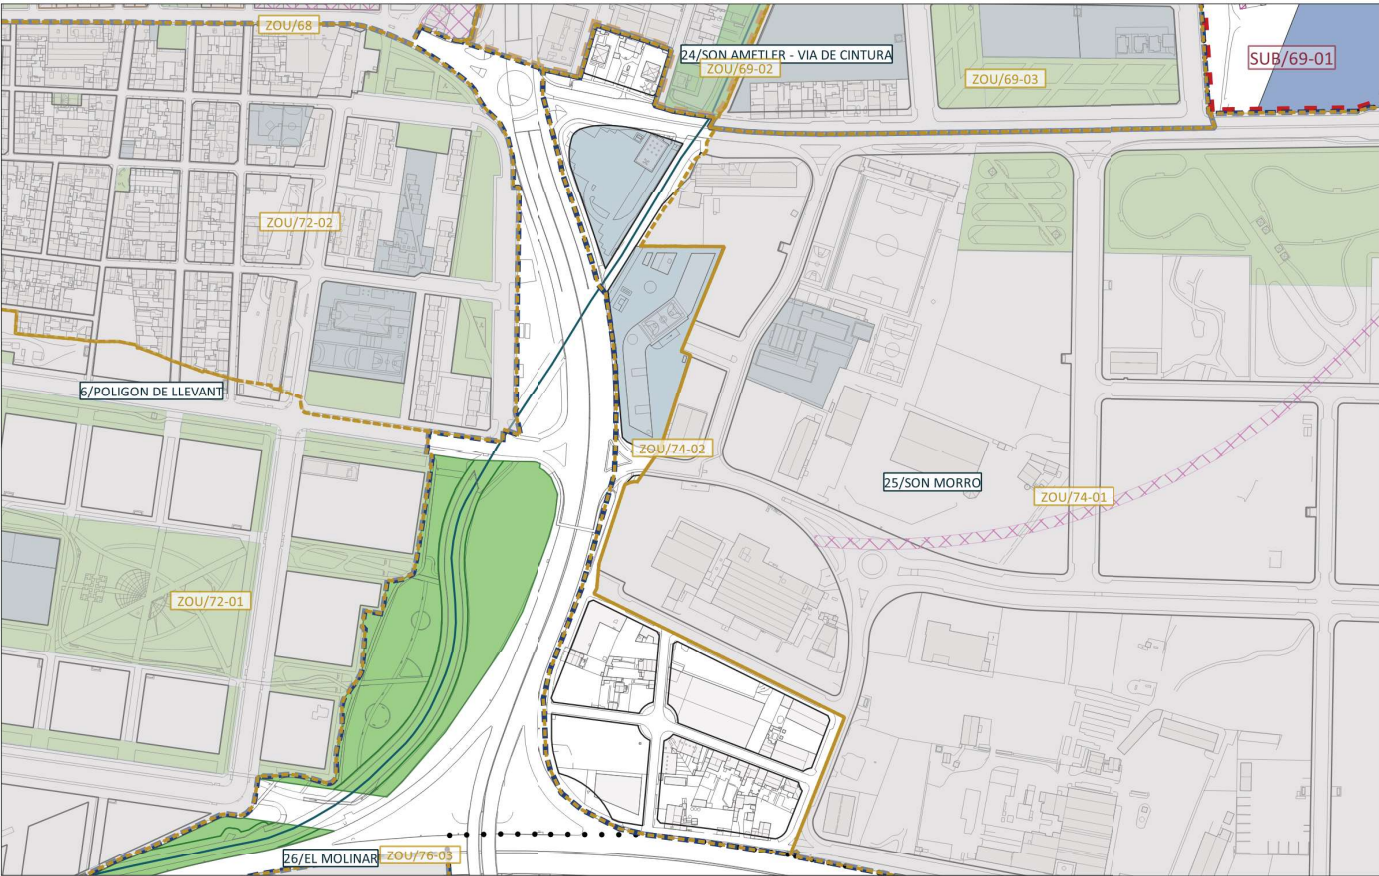 ZOU/68
24/SON AMETLER - VIA DE CINTURA
ZOU/69-02
ZOU/69-03
SUB/69-01
ZOU/72-02
6/POLIGON DE LLEVANT
ZOU/74-02
25/SON MORRO
ZOU/74-01
ZOU/72-01
26/EL MOLINAR
ZOU/76-03